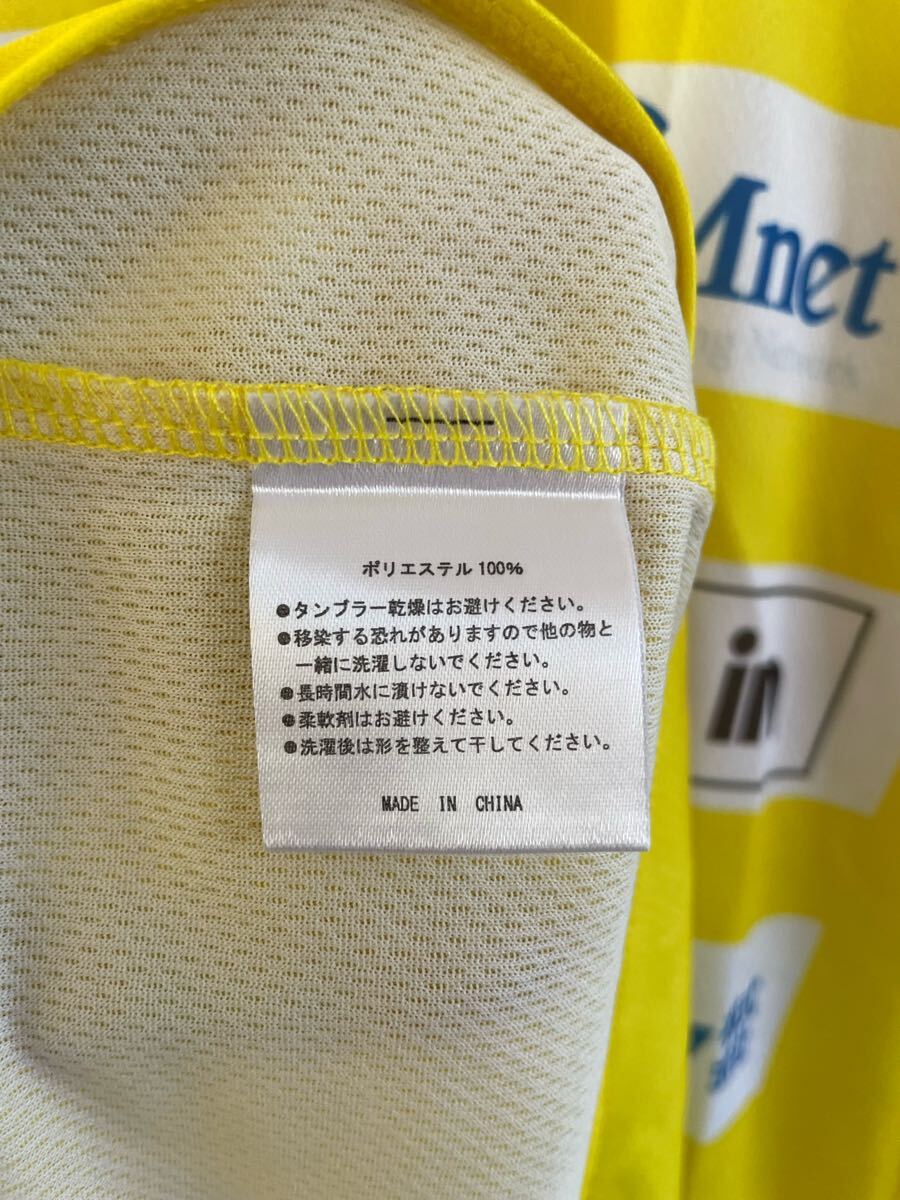 Mnet
ポリエステル 100%
●タンブラー乾燥はお避けください。
●移染する恐れがありますので他の物と
一緒に洗濯しないでください。
●長時間水に漬けないでください。
●柔軟剤はお避けください。
●洗濯後は形を整えて干してください。
MADE IN CHINA
in